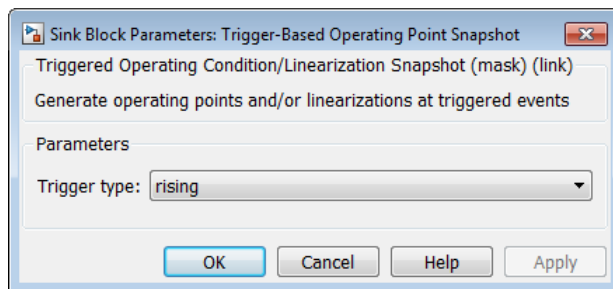 Sink Block Parameters: Trigger-Based Operating Point Snapshot
Triggered Operating Condition/Linearization Snapshot (mask) (link)
Generate operating points and/or linearizations at triggered events
Parameters
Trigger type: rising
OK Cancel Help Apply